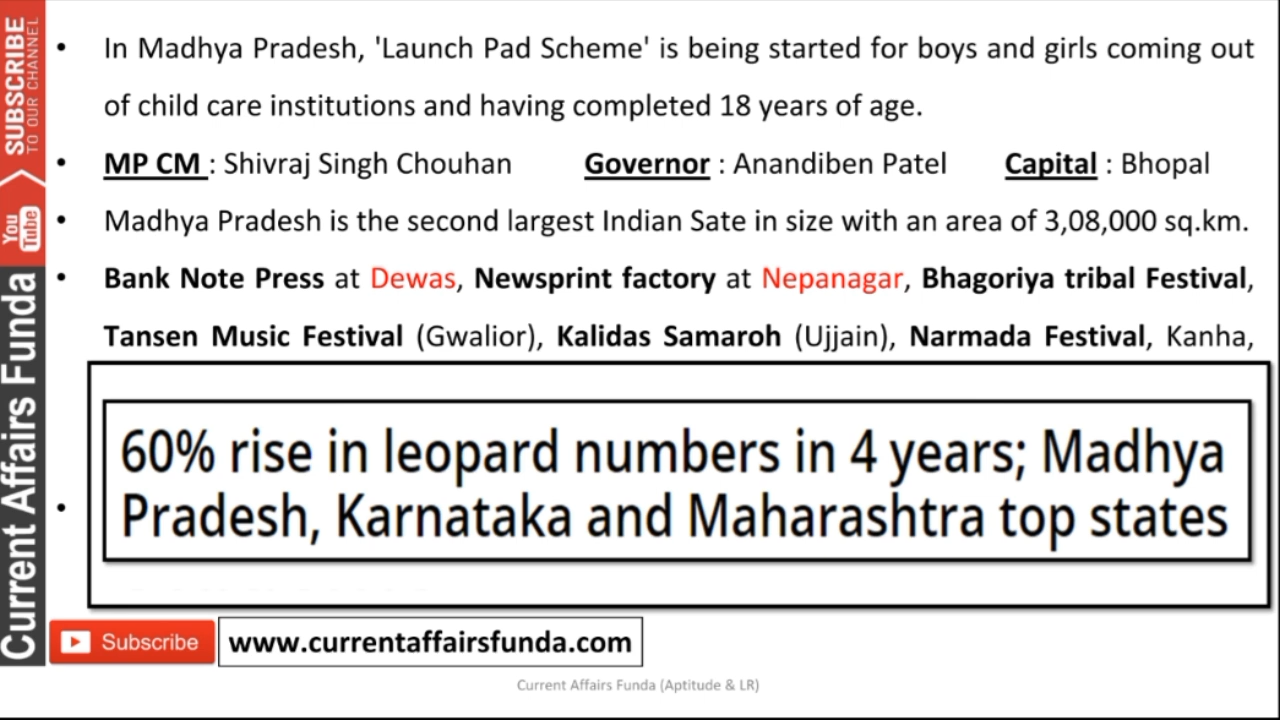 SUBSCRIBE
TO OUR CHANNEL
You
Tube
Current Affairs Funda
• In Madhya Pradesh, 'Launch Pad Scheme' is being started for boys and girls coming out
of child care institutions and having completed 18 years of age.
• MP CM : Shivraj Singh Chouhan Governor : Anandiben Patel Capital : Bhopal
• Madhya Pradesh is the second largest Indian Sate in size with an area of 3,08,000 sq.km.
• Bank Note Press at Dewas, Newsprint factory at Nepanagar, Bhagoriya tribal Festival,
Tansen Music Festival (Gwalior), Kalidas Samaroh (Ujjain), Narmada Festival, Kanha,
• 60% rise in leopard numbers in 4 years; Madhya
Pradesh, Karnataka and Maharashtra top states
Subscribe www.currentaffairsfunda.com
Current Affairs Funda (Aptitude & LR)